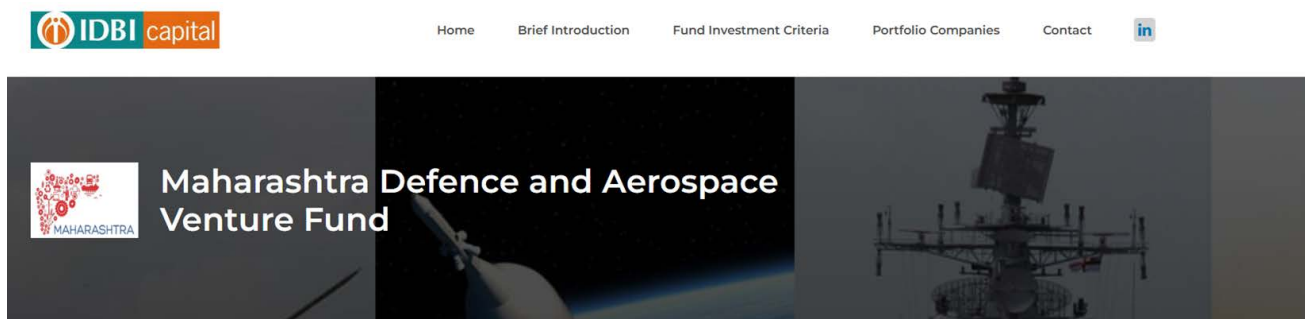 IDBI capital
Home Brief Introduction Fund Investment Criteria Portfolio Companies Contact in
Maharashtra Defence and Aerospace
Venture Fund
MAHARASHTRA